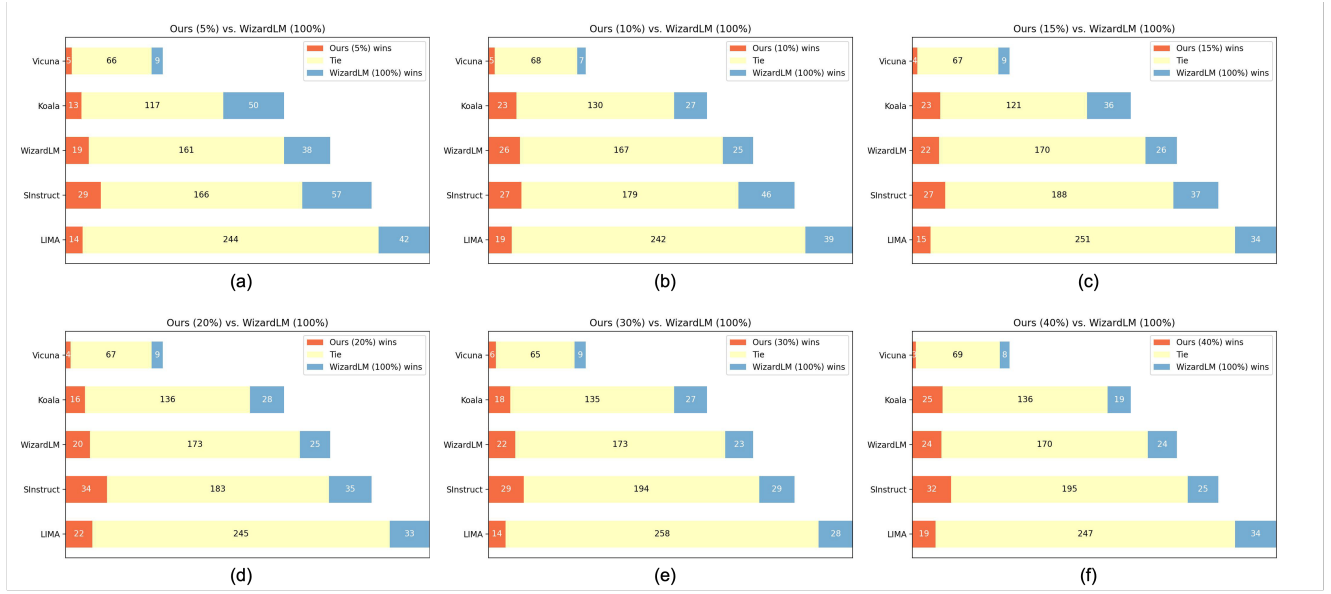 Ours (5%) vs. WizardLM (100%)
Ours (5%) wins
Tie
WizardLM (100%) wins
Vicuna 5 66 9
Koala 13 117 50
WizardLM 19 161 38
SInstruct 29 166 57
LIMA 14 244 42
(a)
Ours (10%) vs. WizardLM (100%)
Ours (10%) wins
Tie
WizardLM (100%) wins
Vicuna 5 68 7
Koala 23 130 27
WizardLM 26 167 25
SInstruct 27 179 46
LIMA 19 242 39
(b)
Ours (15%) vs. WizardLM (100%)
Ours (15%) wins
Tie
WizardLM (100%) wins
Vicuna 4 67 9
Koala 23 121 36
WizardLM 22 170 26
SInstruct 27 188 37
LIMA 15 251 34
(c)
Ours (20%) vs. WizardLM (100%)
Ours (20%) wins
Tie
WizardLM (100%) wins
Vicuna 4 67 9
Koala 16 136 28
WizardLM 20 173 25
SInstruct 34 183 35
LIMA 22 245 33
(d)
Ours (30%) vs. WizardLM (100%)
Ours (30%) wins
Tie
WizardLM (100%) wins
Vicuna 6 65 9
Koala 18 135 27
WizardLM 22 173 23
SInstruct 29 194 29
LIMA 14 258 28
(e)
Ours (40%) vs. WizardLM (100%)
Ours (40%) wins
Tie
WizardLM (100%) wins
Vicuna 3 69 8
Koala 25 136 19
WizardLM 24 170 24
SInstruct 32 195 25
LIMA 19 247 34
(f)